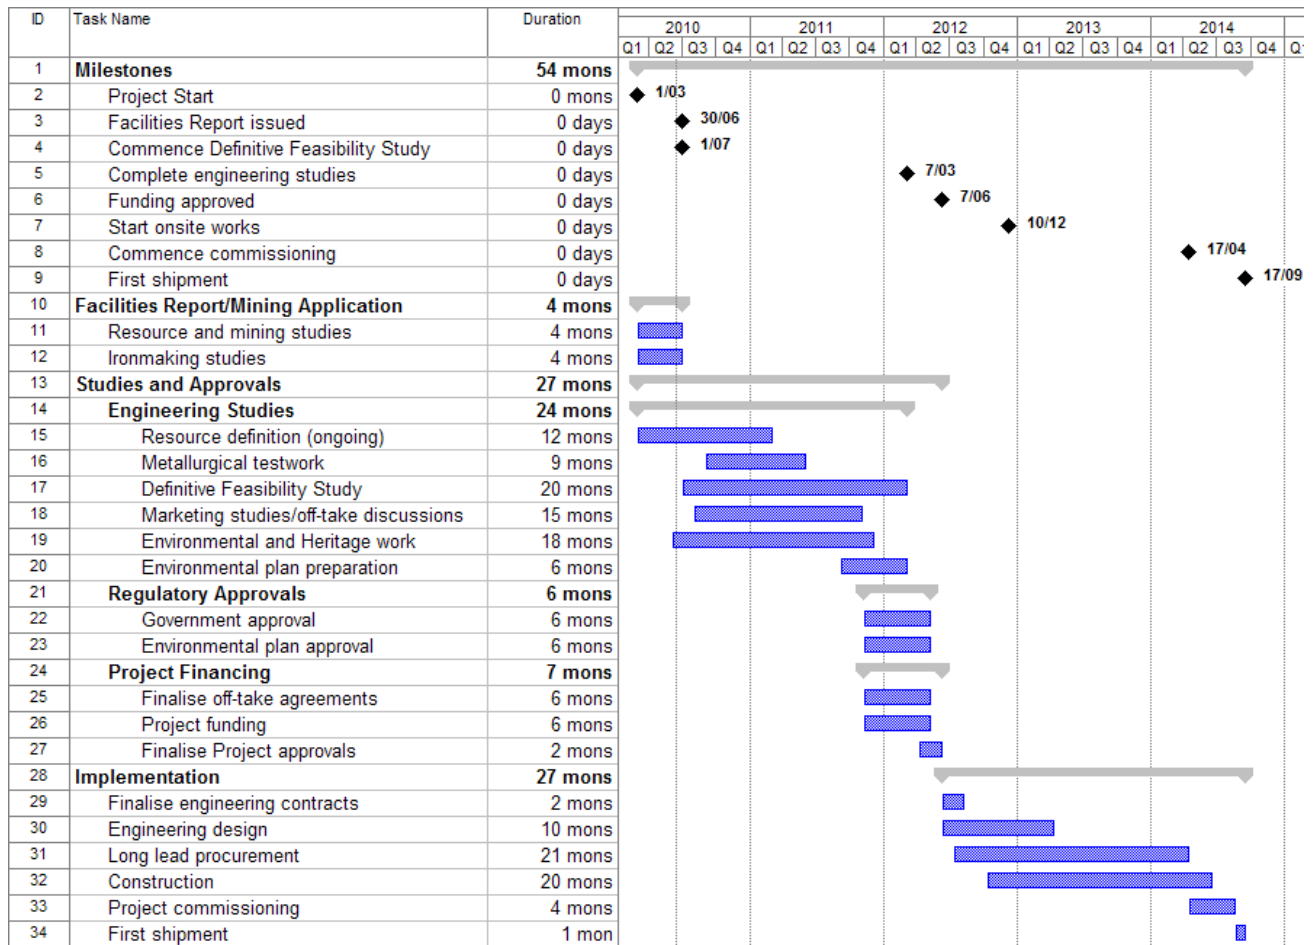 ID Task Name Duration 2010 2011 2012 2013 2014
Q1 Q2 Q3 Q4 Q1 Q2 Q3 Q4 Q1 Q2 Q3 Q4 Q1 Q2 Q3 Q4 Q1 Q2 Q3 Q4
1 Milestones 54 mons
2 Project Start 0 mons 1/03
3 Facilities Report issued 0 days 30/06
4 Commence Definitive Feasibility Study 0 days 1/07
5 Complete engineering studies 0 days 7/03
6 Funding approved 0 days 7/06
7 Start onsite works 0 days 10/12
8 Commence commissioning 0 days 17/04
9 First shipment 0 days 17/09
10 Facilities Report/Mining Application 4 mons
11 Resource and mining studies 4 mons
12 Ironmaking studies 4 mons
13 Studies and Approvals 27 mons
14 Engineering Studies 24 mons
15 Resource definition (ongoing) 12 mons
16 Metallurgical testwork 9 mons
17 Definitive Feasibility Study 20 mons
18 Marketing studies/off-take discussions 15 mons
19 Environmental and Heritage work 18 mons
20 Environmental plan preparation 6 mons
21 Regulatory Approvals 6 mons
22 Government approval 6 mons
23 Environmental plan approval 6 mons
24 Project Financing 7 mons
25 Finalise off-take agreements 6 mons
26 Project funding 6 mons
27 Finalise Project approvals 2 mons
28 Implementation 27 mons
29 Finalise engineering contracts 2 mons
30 Engineering design 10 mons
31 Long lead procurement 21 mons
32 Construction 20 mons
33 Project commissioning 4 mons
34 First shipment 1 mon